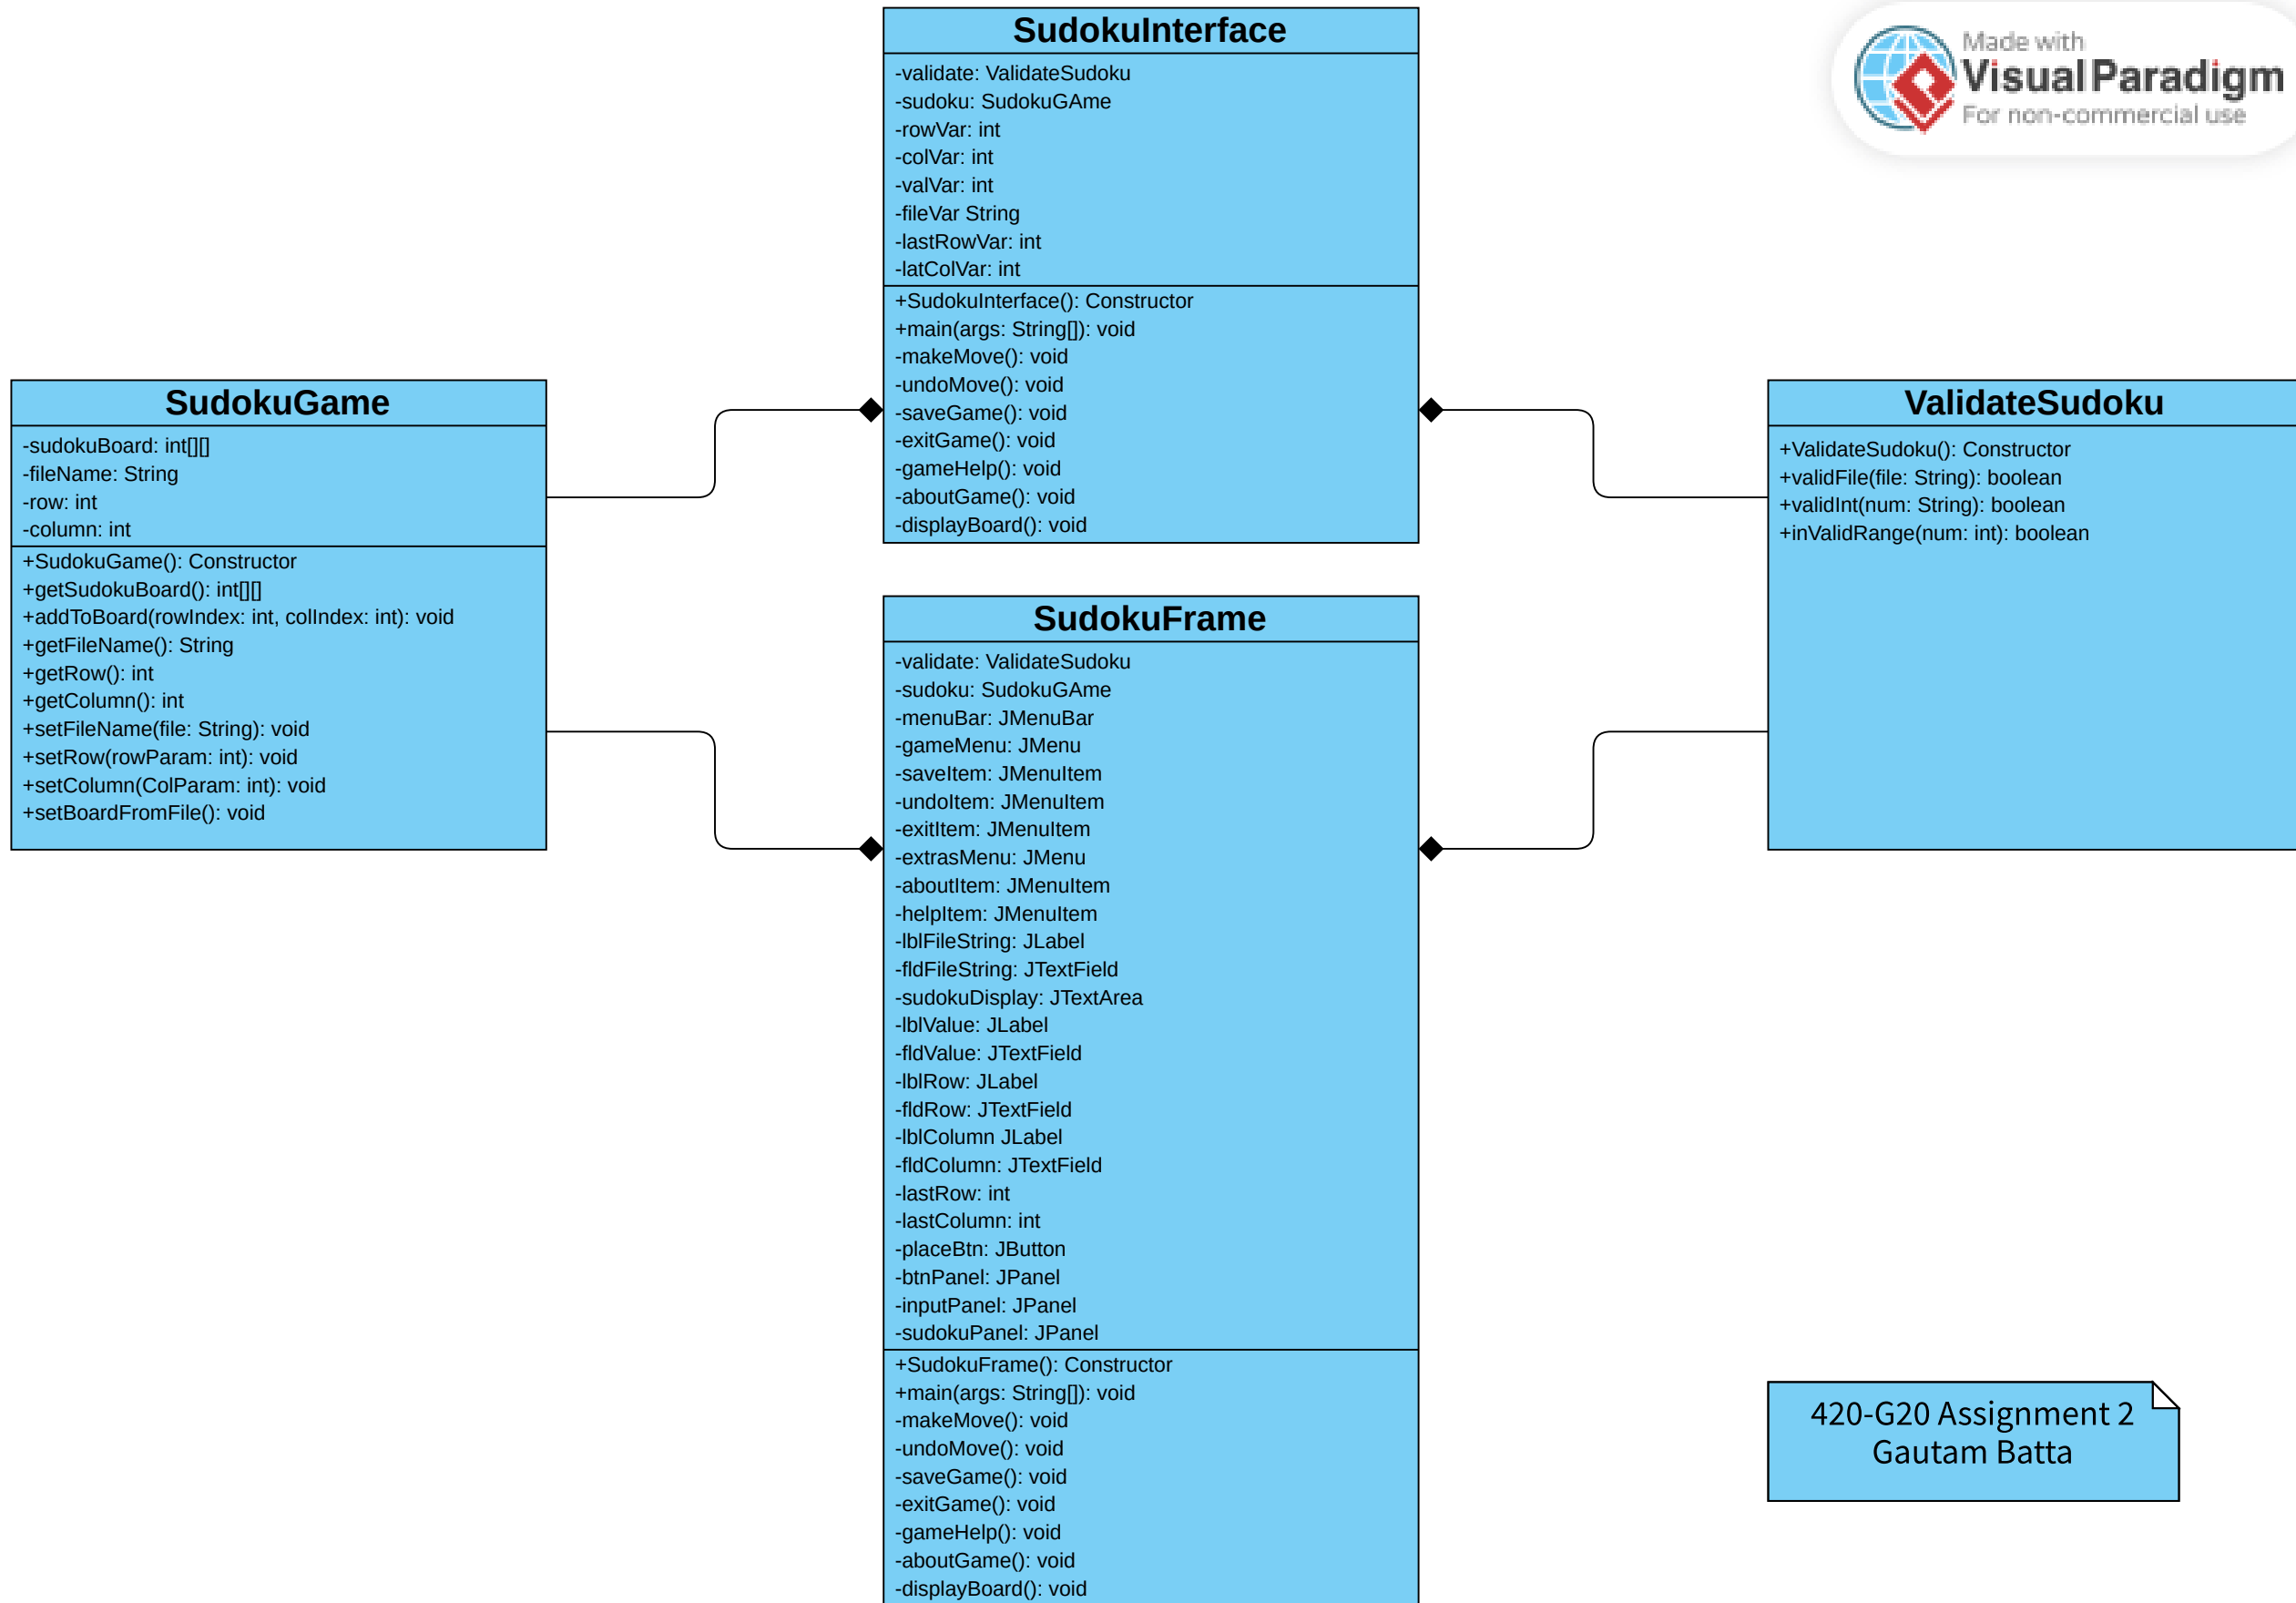 SudokuInterface
-validate: ValidateSudoku
-sudoku: SudokuGAme
-rowVar: int
-colVar: int
-valVar: int
-fileVar String
-lastRowVar: int
-latColVar: int
+SudokuInterface(): Constructor
+main(args: String[]): void
-makeMove(): void
-undoMove(): void
-saveGame(): void
-exitGame(): void
-gameHelp(): void
-aboutGame(): void
-displayBoard(): void
Made with
Visual Paradigm
For non-commercial use
SudokuGame
-sudokuBoard: int[][]
-fileName: String
-row: int
-column: int
+SudokuGame(): Constructor
+getSudokuBoard(): int[][]
+addToBoard(rowIndex: int, colIndex: int): void
+getFileName(): String
+getRow(): int
+getColumn(): int
+setFileName(file: String): void
+setRow(rowParam: int): void
+setColumn(ColParam: int): void
+setBoardFromFile(): void
ValidateSudoku
+ValidateSudoku(): Constructor
+validFile(file: String): boolean
+validInt(num: String): boolean
+inValidRange(num: int): boolean
SudokuFrame
-validate: ValidateSudoku
-sudoku: SudokuGAme
-menuBar: JMenuBar
-gameMenu: JMenu
-saveItem: JMenuItem
-undoItem: JMenuItem
-exitItem: JMenuItem
-extrasMenu: JMenu
-aboutItem: JMenuItem
-helpItem: JMenuItem
-lblFileString: JLabel
-fldFileString: JTextField
-sudokuDisplay: JTextArea
-lblValue: JLabel
-fldValue: JTextField
-lblRow: JLabel
-fldRow: JTextField
-lblColumn JLabel
-fldColumn: JTextField
-lastRow: int
-lastColumn: int
-placeBtn: JButton
-btnPanel: JPanel
-inputPanel: JPanel
-sudokuPanel: JPanel
+SudokuFrame(): Constructor
+main(args: String[]): void
-makeMove(): void
-undoMove(): void
-saveGame(): void
-exitGame(): void
-gameHelp(): void
-aboutGame(): void
-displayBoard(): void
420-G20 Assignment 2
Gautam Batta